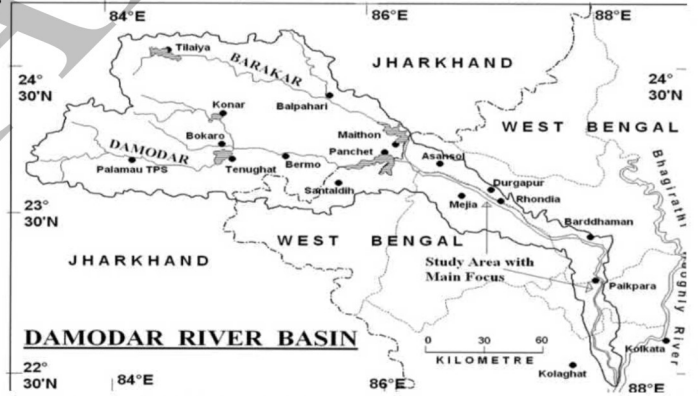 84°E
86°E
88°E
Tilaiya
BARAKAR
JHARKHAND
24°
30'N
24°
30'N
Konar
Balpahari
WEST BENGAL
Bokaro
Maithon
DAMODAR
Panchet
Asansol
Palamau TPS
Tenughat
Bermo
Santaldih
Durgapur
Rhondia
Mejia
23°
30'N
Barddhaman
WEST BENGAL
JHARKHAND
Study Area with
Main Focus
Paikpara
Bhagirathi
Hooghly River
DAMODAR RIVER BASIN
0 30 60
KILOMETRE
Kolkata
Kolaghat
22°
30'N
84°E
86°E
88°E